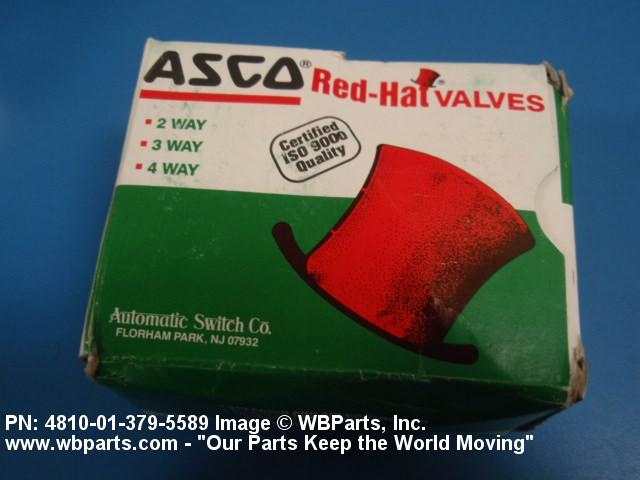 ASCO® Red-Hat® VALVES
▪ 2 WAY
▪ 3 WAY
▪ 4 WAY
Certified
ISO 9000
Quality
Automatic Switch Co.
FLORHAM PARK, NJ 07932
PN: 4810-01-379-5589 Image © WBParts, Inc.
www.wbparts.com - "Our Parts Keep the World Moving"